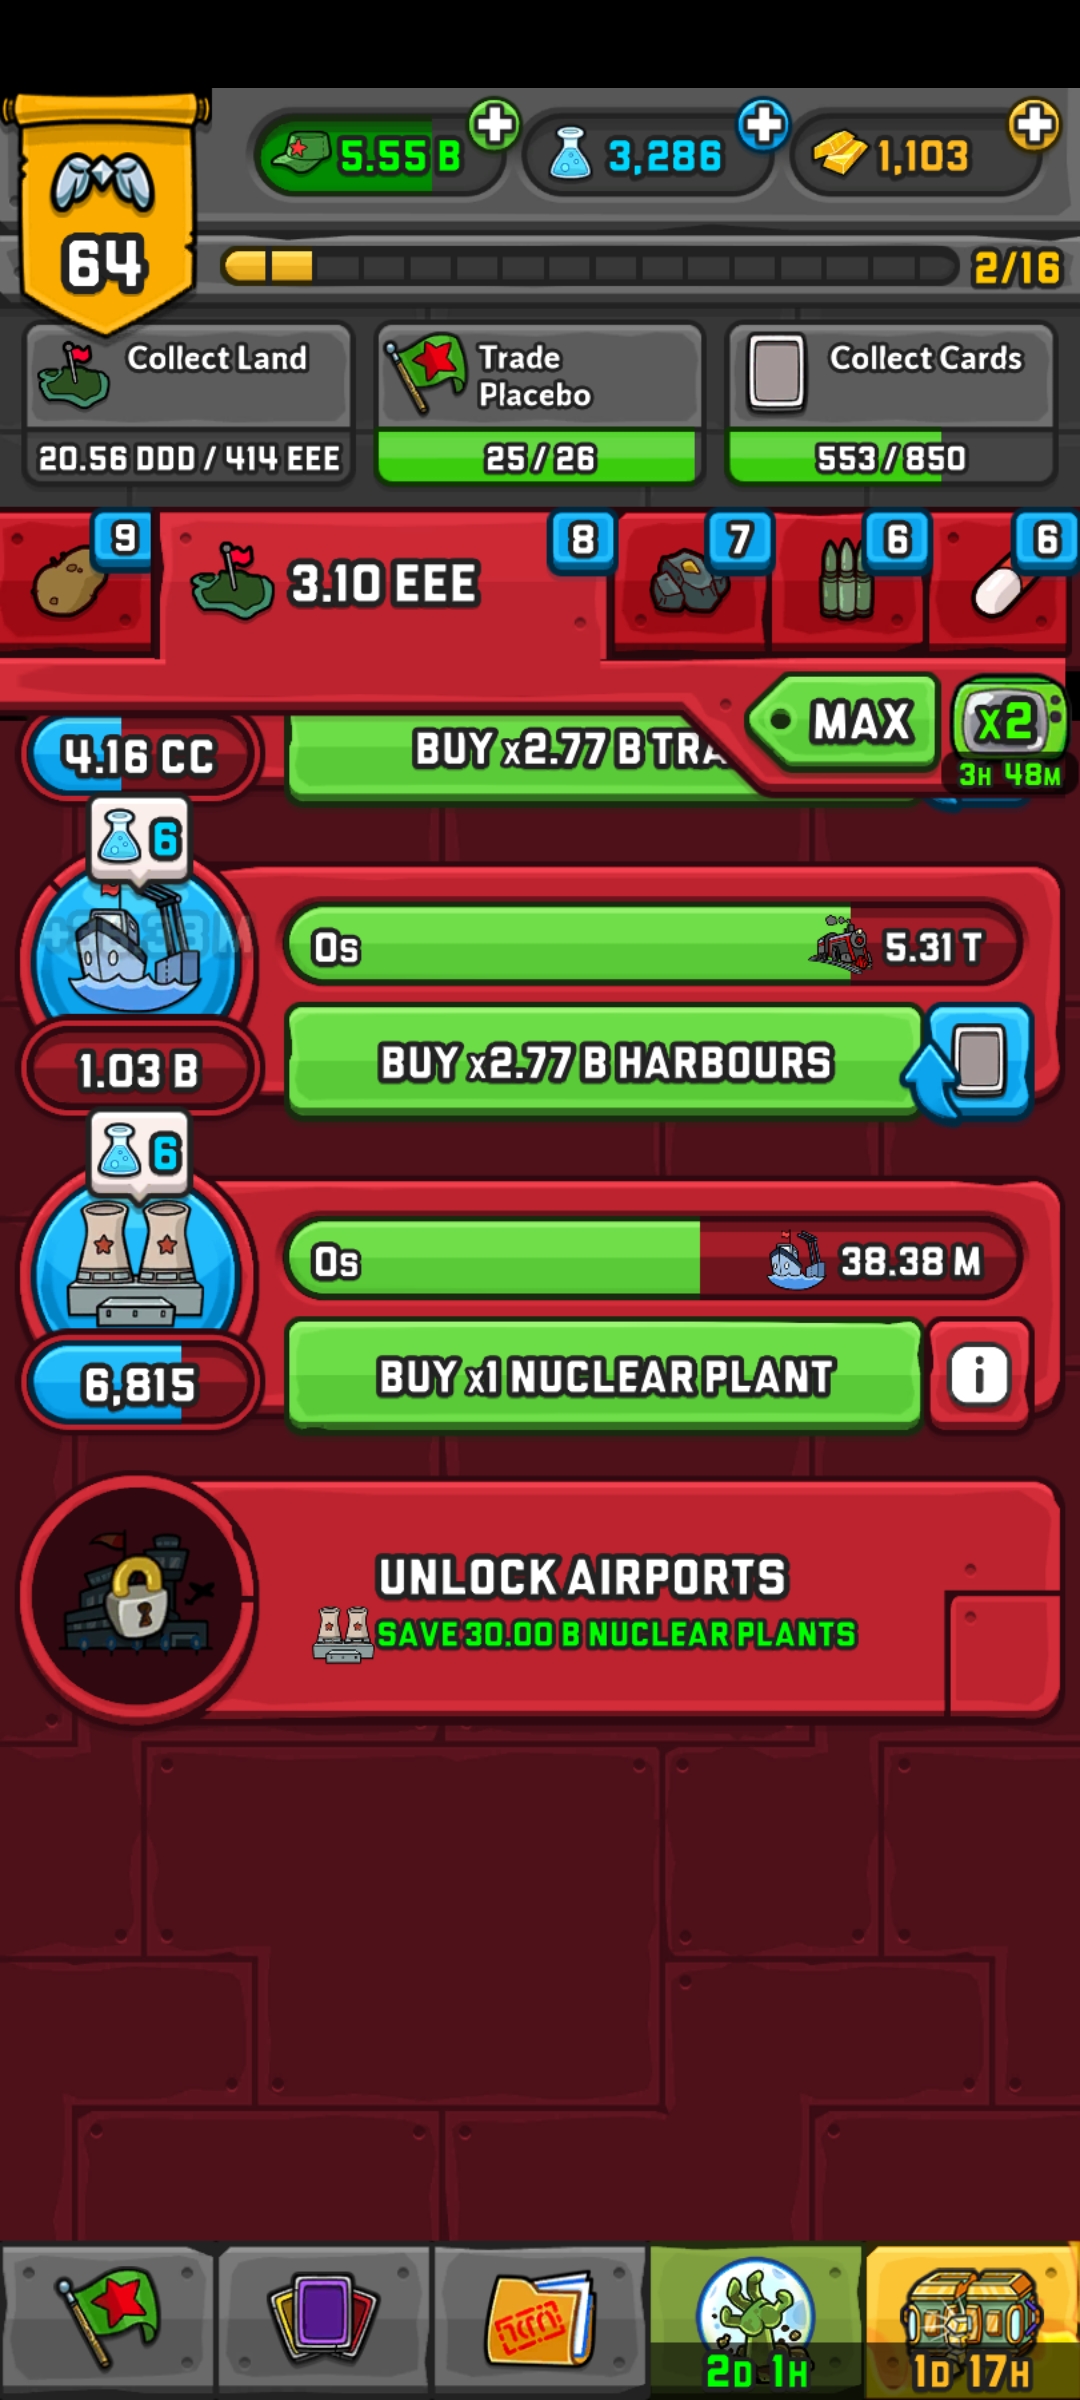 5.55 B
3,286
1,103
64
2/16
Collect Land
20.56 DDD / 414 EEE
Trade
Placebo
25 / 26
Collect Cards
553 / 850
9
3.10 EEE
8
7
6
6
MAX
x2
3H 48M
4.16 CC
BUY x2.77 B TRA
6
0s
5.31 T
1.03 B
BUY x2.77 B HARBOURS
6
0s
38.38 M
6,815
BUY x1 NUCLEAR PLANT
i
UNLOCK AIRPORTS
SAVE 30.00 B NUCLEAR PLANTS
2D 1H
1D 17H